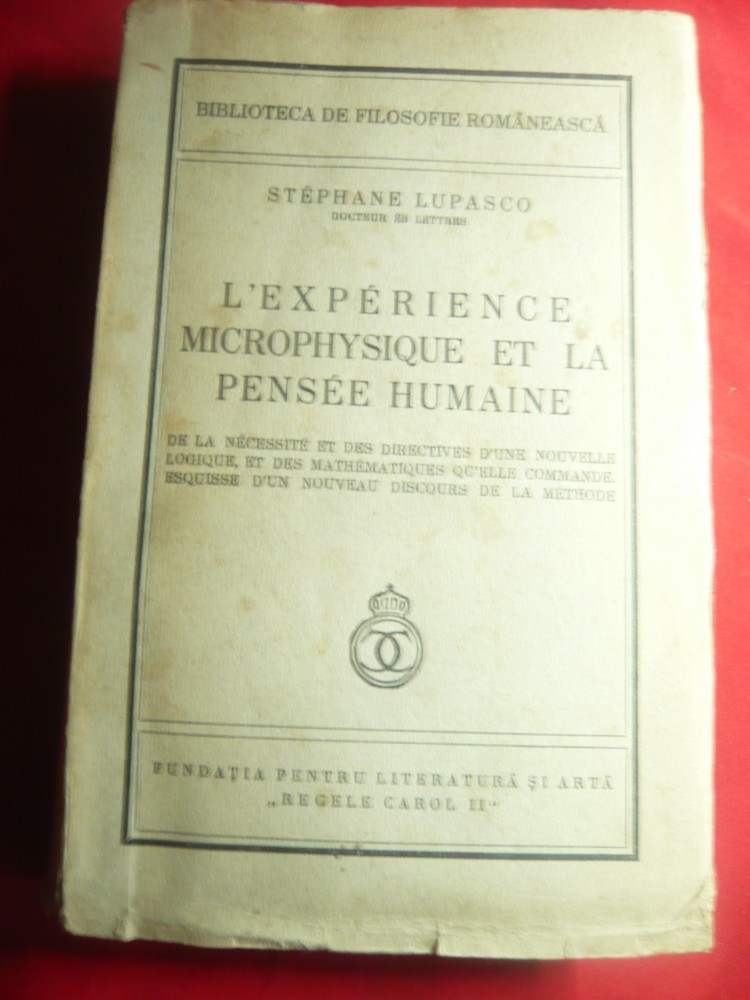 BIBLIOTECA DE FILOSOFIE ROMÂNEASCĂ
STÉPHANE LUPASCO
DOCTEUR ÈS LETTRES
L'EXPÉRIENCE
MICROPHYSIQUE ET LA
PENSÉE HUMAINE
DE LA NÉCESSITÉ ET DES DIRECTIVES D'UNE NOUVELLE
LOGIQUE, ET DES MATHÉMATIQUES QU'ELLE COMMANDE.
ESQUISSE D'UN NOUVEAU DISCOURS DE LA MÉTHODE
FUNDAȚIA PENTRU LITERATURĂ ȘI ARTĂ
„REGELE CAROL II"